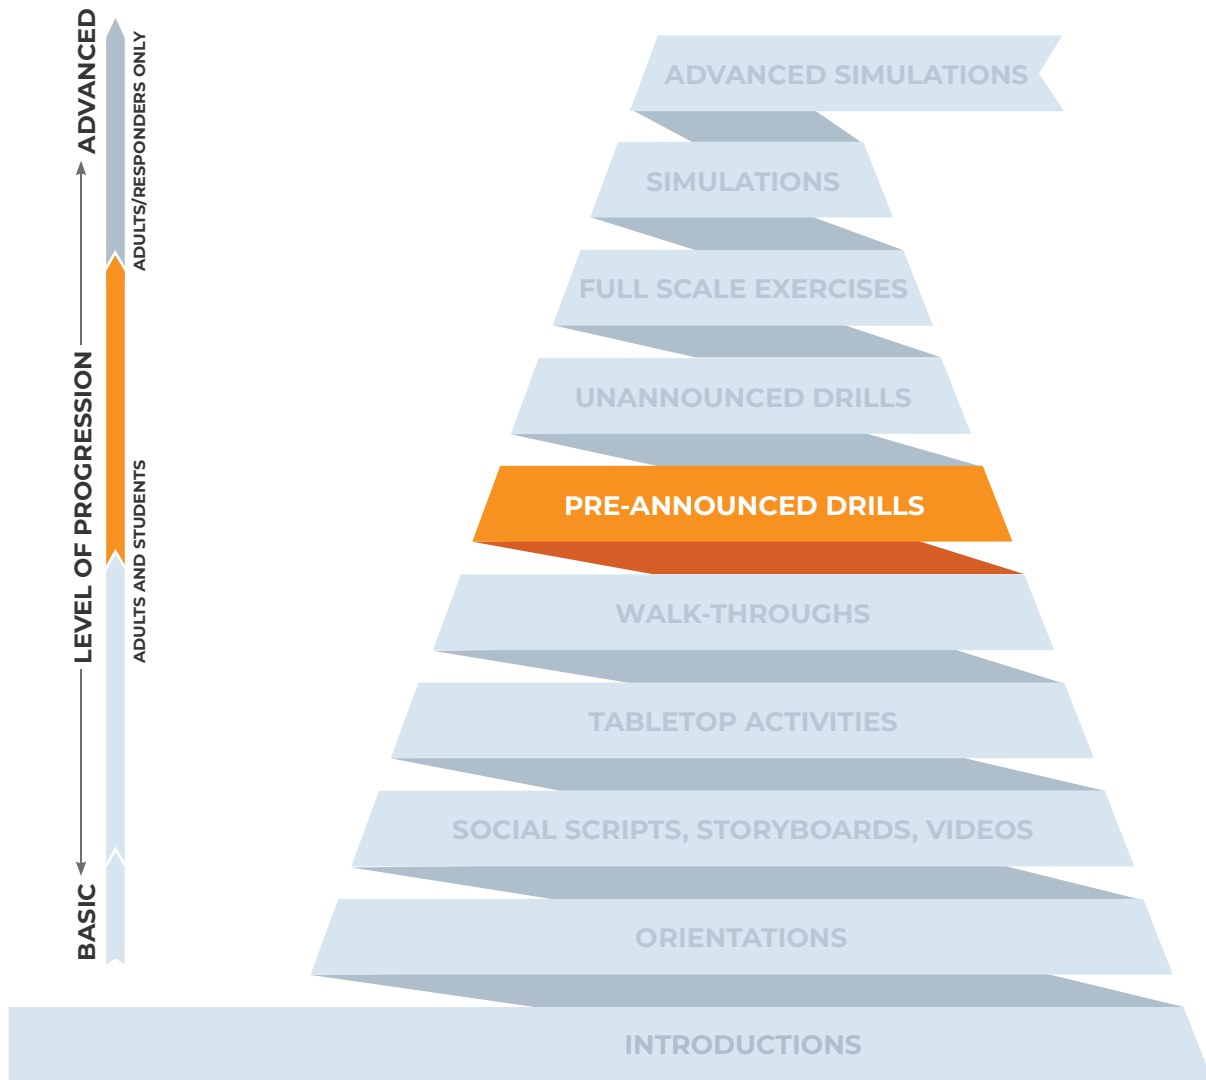 ADVANCED
ADULTS/RESPONDERS ONLY
LEVEL OF PROGRESSION
ADULTS AND STUDENTS
BASIC
ADVANCED SIMULATIONS
SIMULATIONS
FULL SCALE EXERCISES
UNANNOUNCED DRILLS
PRE-ANNOUNCED DRILLS
WALK-THROUGHS
TABLETOP ACTIVITIES
SOCIAL SCRIPTS, STORYBOARDS, VIDEOS
ORIENTATIONS
INTRODUCTIONS